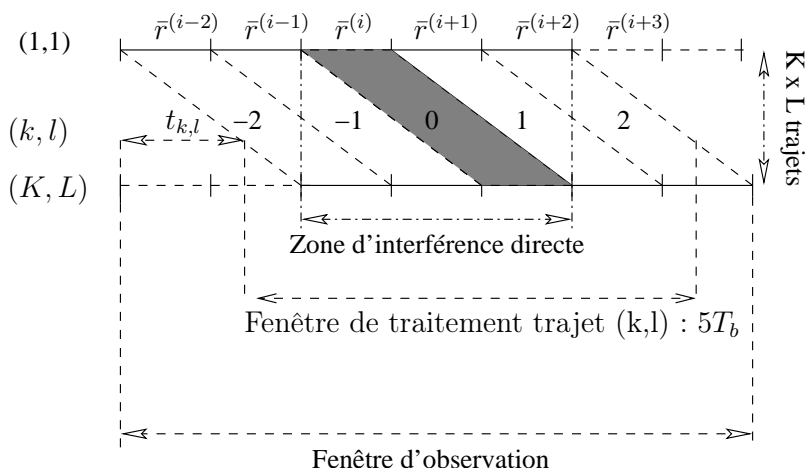 r̄^(i−2) r̄^(i−1) r̄^(i) r̄^(i+1) r̄^(i+2) r̄^(i+3)
(1,1)
K x L trajets
(k, l)
t_{k,l}
−2 −1 0 1 2
(K, L)
Zone d'interférence directe
Fenêtre de traitement trajet (k,l) : 5T_b
Fenêtre d'observation